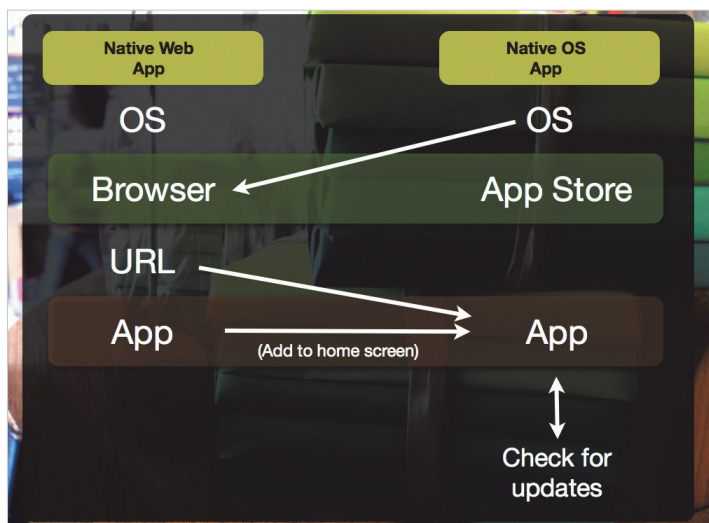 Native Web
App
Native OS
App
OS
OS
Browser
App Store
URL
App
App
(Add to home screen)
Check for
updates